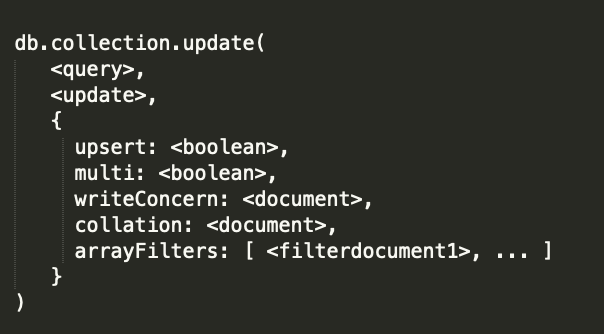 db.collection.update(
   <query>,
   <update>,
   {
     upsert: <boolean>,
     multi: <boolean>,
     writeConcern: <document>,
     collation: <document>,
     arrayFilters: [ <filterdocument1>, ... ]
   }
)